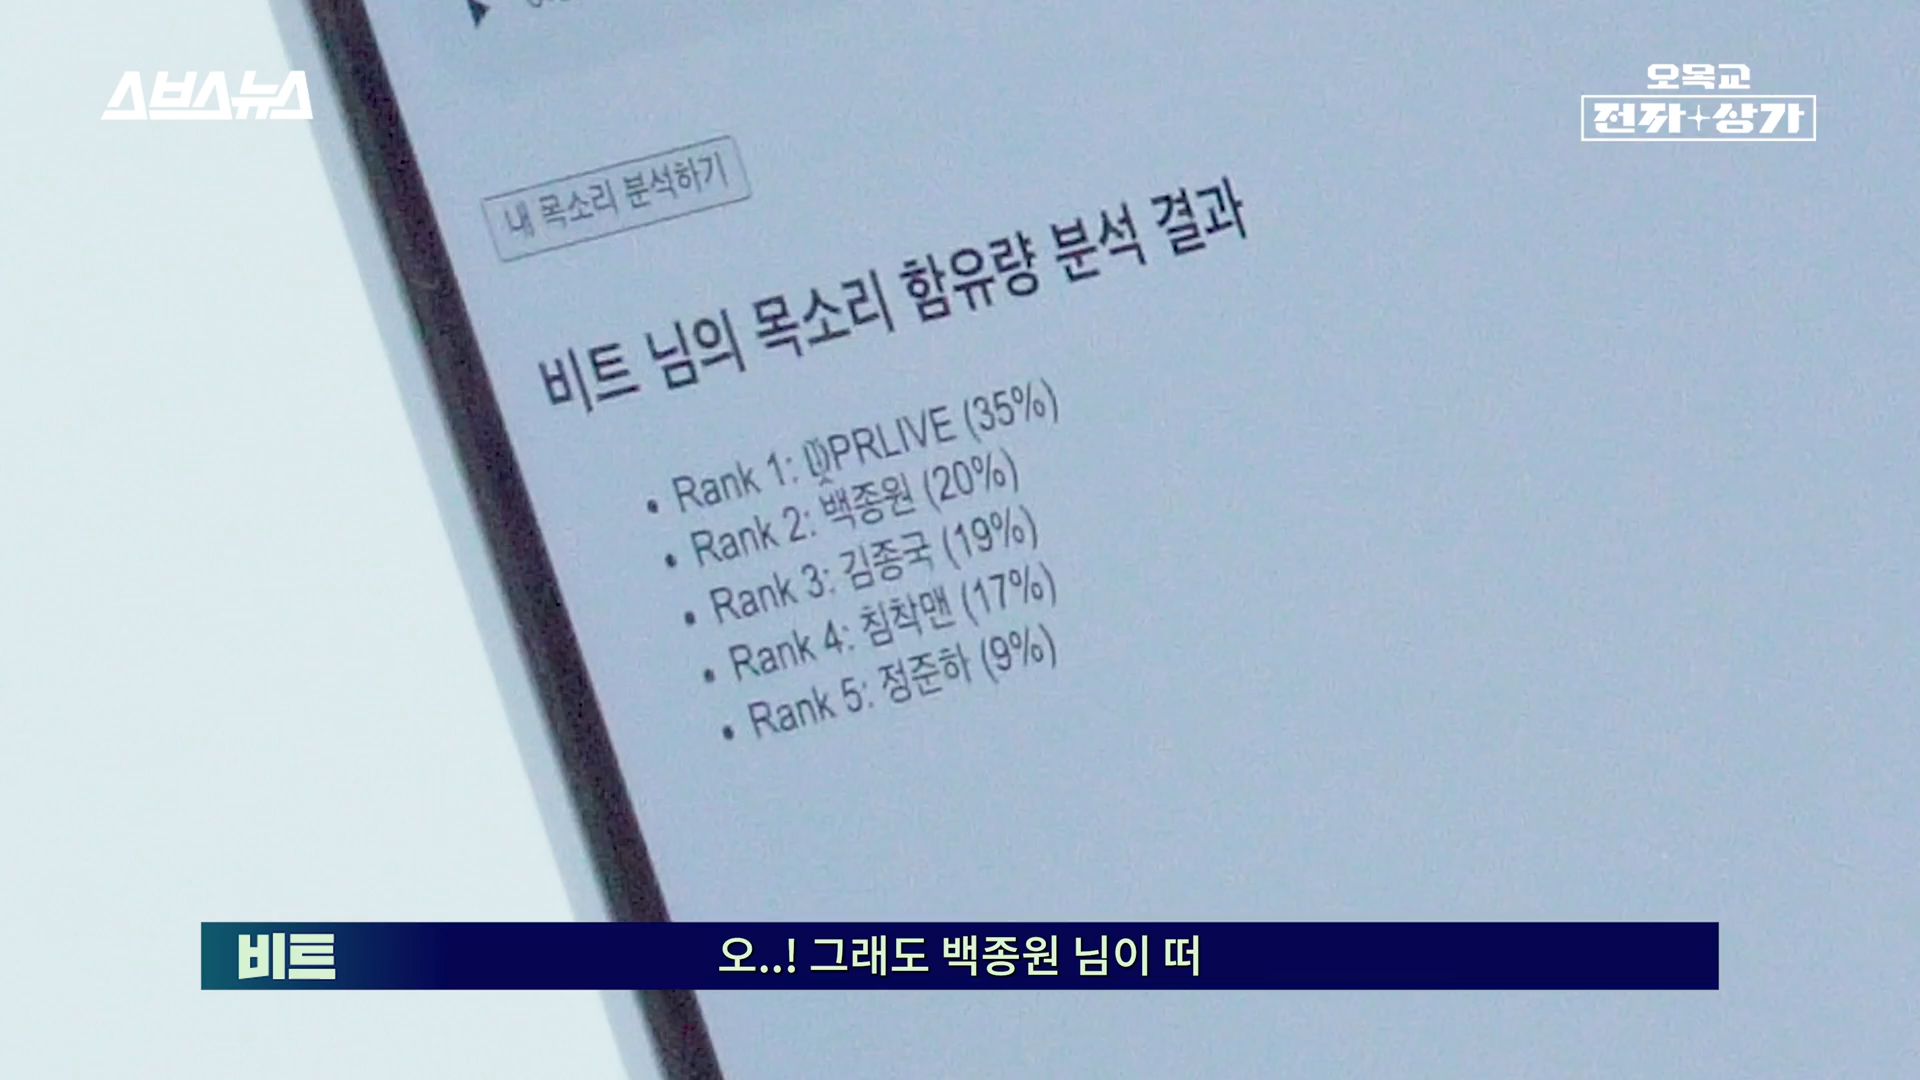 스브스뉴스
오목교
전자상가
내 목소리 분석하기
비트 님의 목소리 함유량 분석 결과
• Rank 1: PRLIVE (35%)
• Rank 2: 백종원 (20%)
• Rank 3: 김종국 (19%)
• Rank 4: 침착맨 (17%)
• Rank 5: 정준하 (9%)
비트
오..! 그래도 백종원 님이 떠